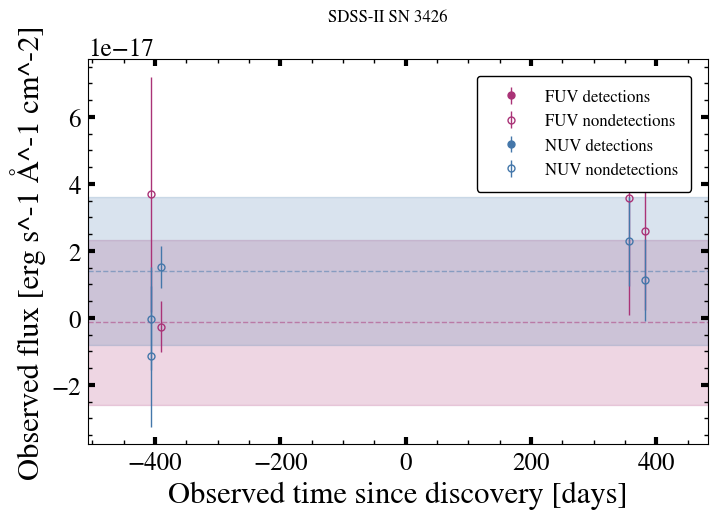 SDSS-II SN 3426
1e−17
FUV detections
FUV nondetections
NUV detections
NUV nondetections
6
4
2
0
−2
−400 −200 0 200 400
Observed time since discovery [days]
Observed flux [erg s^-1 Å^-1 cm^-2]